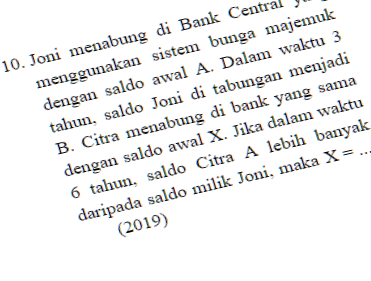 10. Joni menabung di Bank Central
menggunakan sistem bunga majemuk
dengan saldo awal A. Dalam waktu 3
tahun, saldo Joni di tabungan menjadi
B. Citra menabung di bank yang sama
dengan saldo awal X. Jika dalam waktu
6 tahun, saldo Citra A lebih banyak
daripada saldo milik Joni, maka X = ...
(2019)